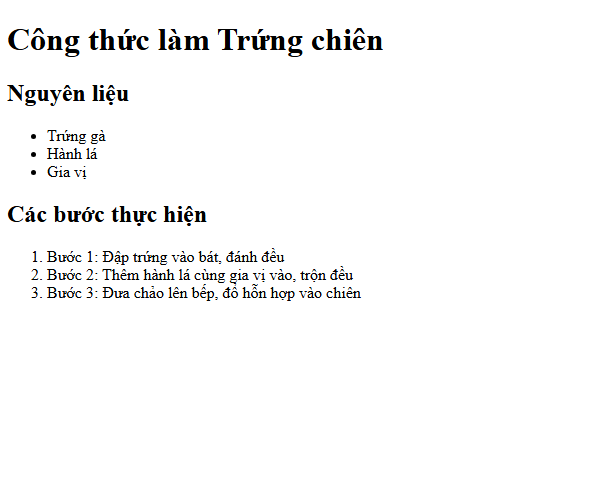 Công thức làm Trứng chiên
Nguyên liệu
• Trứng gà
• Hành lá
• Gia vị
Các bước thực hiện
1. Bước 1: Đập trứng vào bát, đánh đều
2. Bước 2: Thêm hành lá cùng gia vị vào, trộn đều
3. Bước 3: Đưa chảo lên bếp, đổ hỗn hợp vào chiên